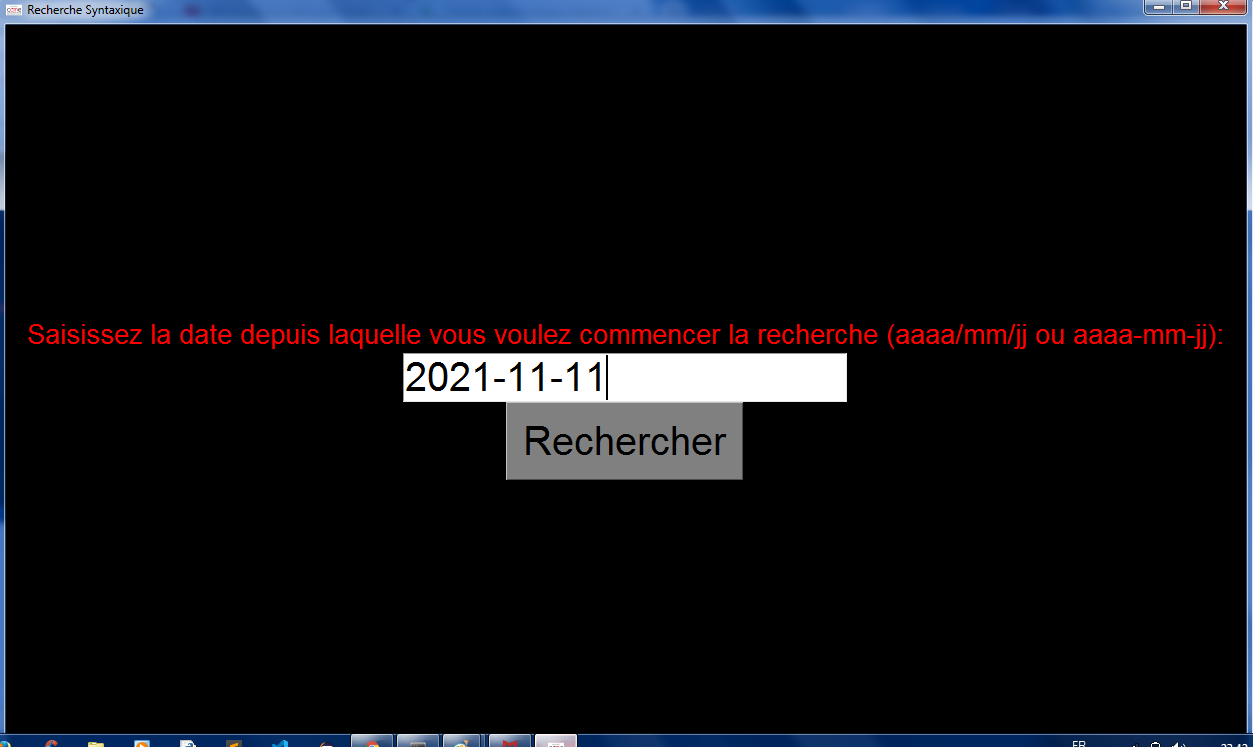 Recherche Syntaxique
Saisissez la date depuis laquelle vous voulez commencer la recherche (aaaa/mm/jj ou aaaa-mm-jj):
2021-11-11
Rechercher
FR